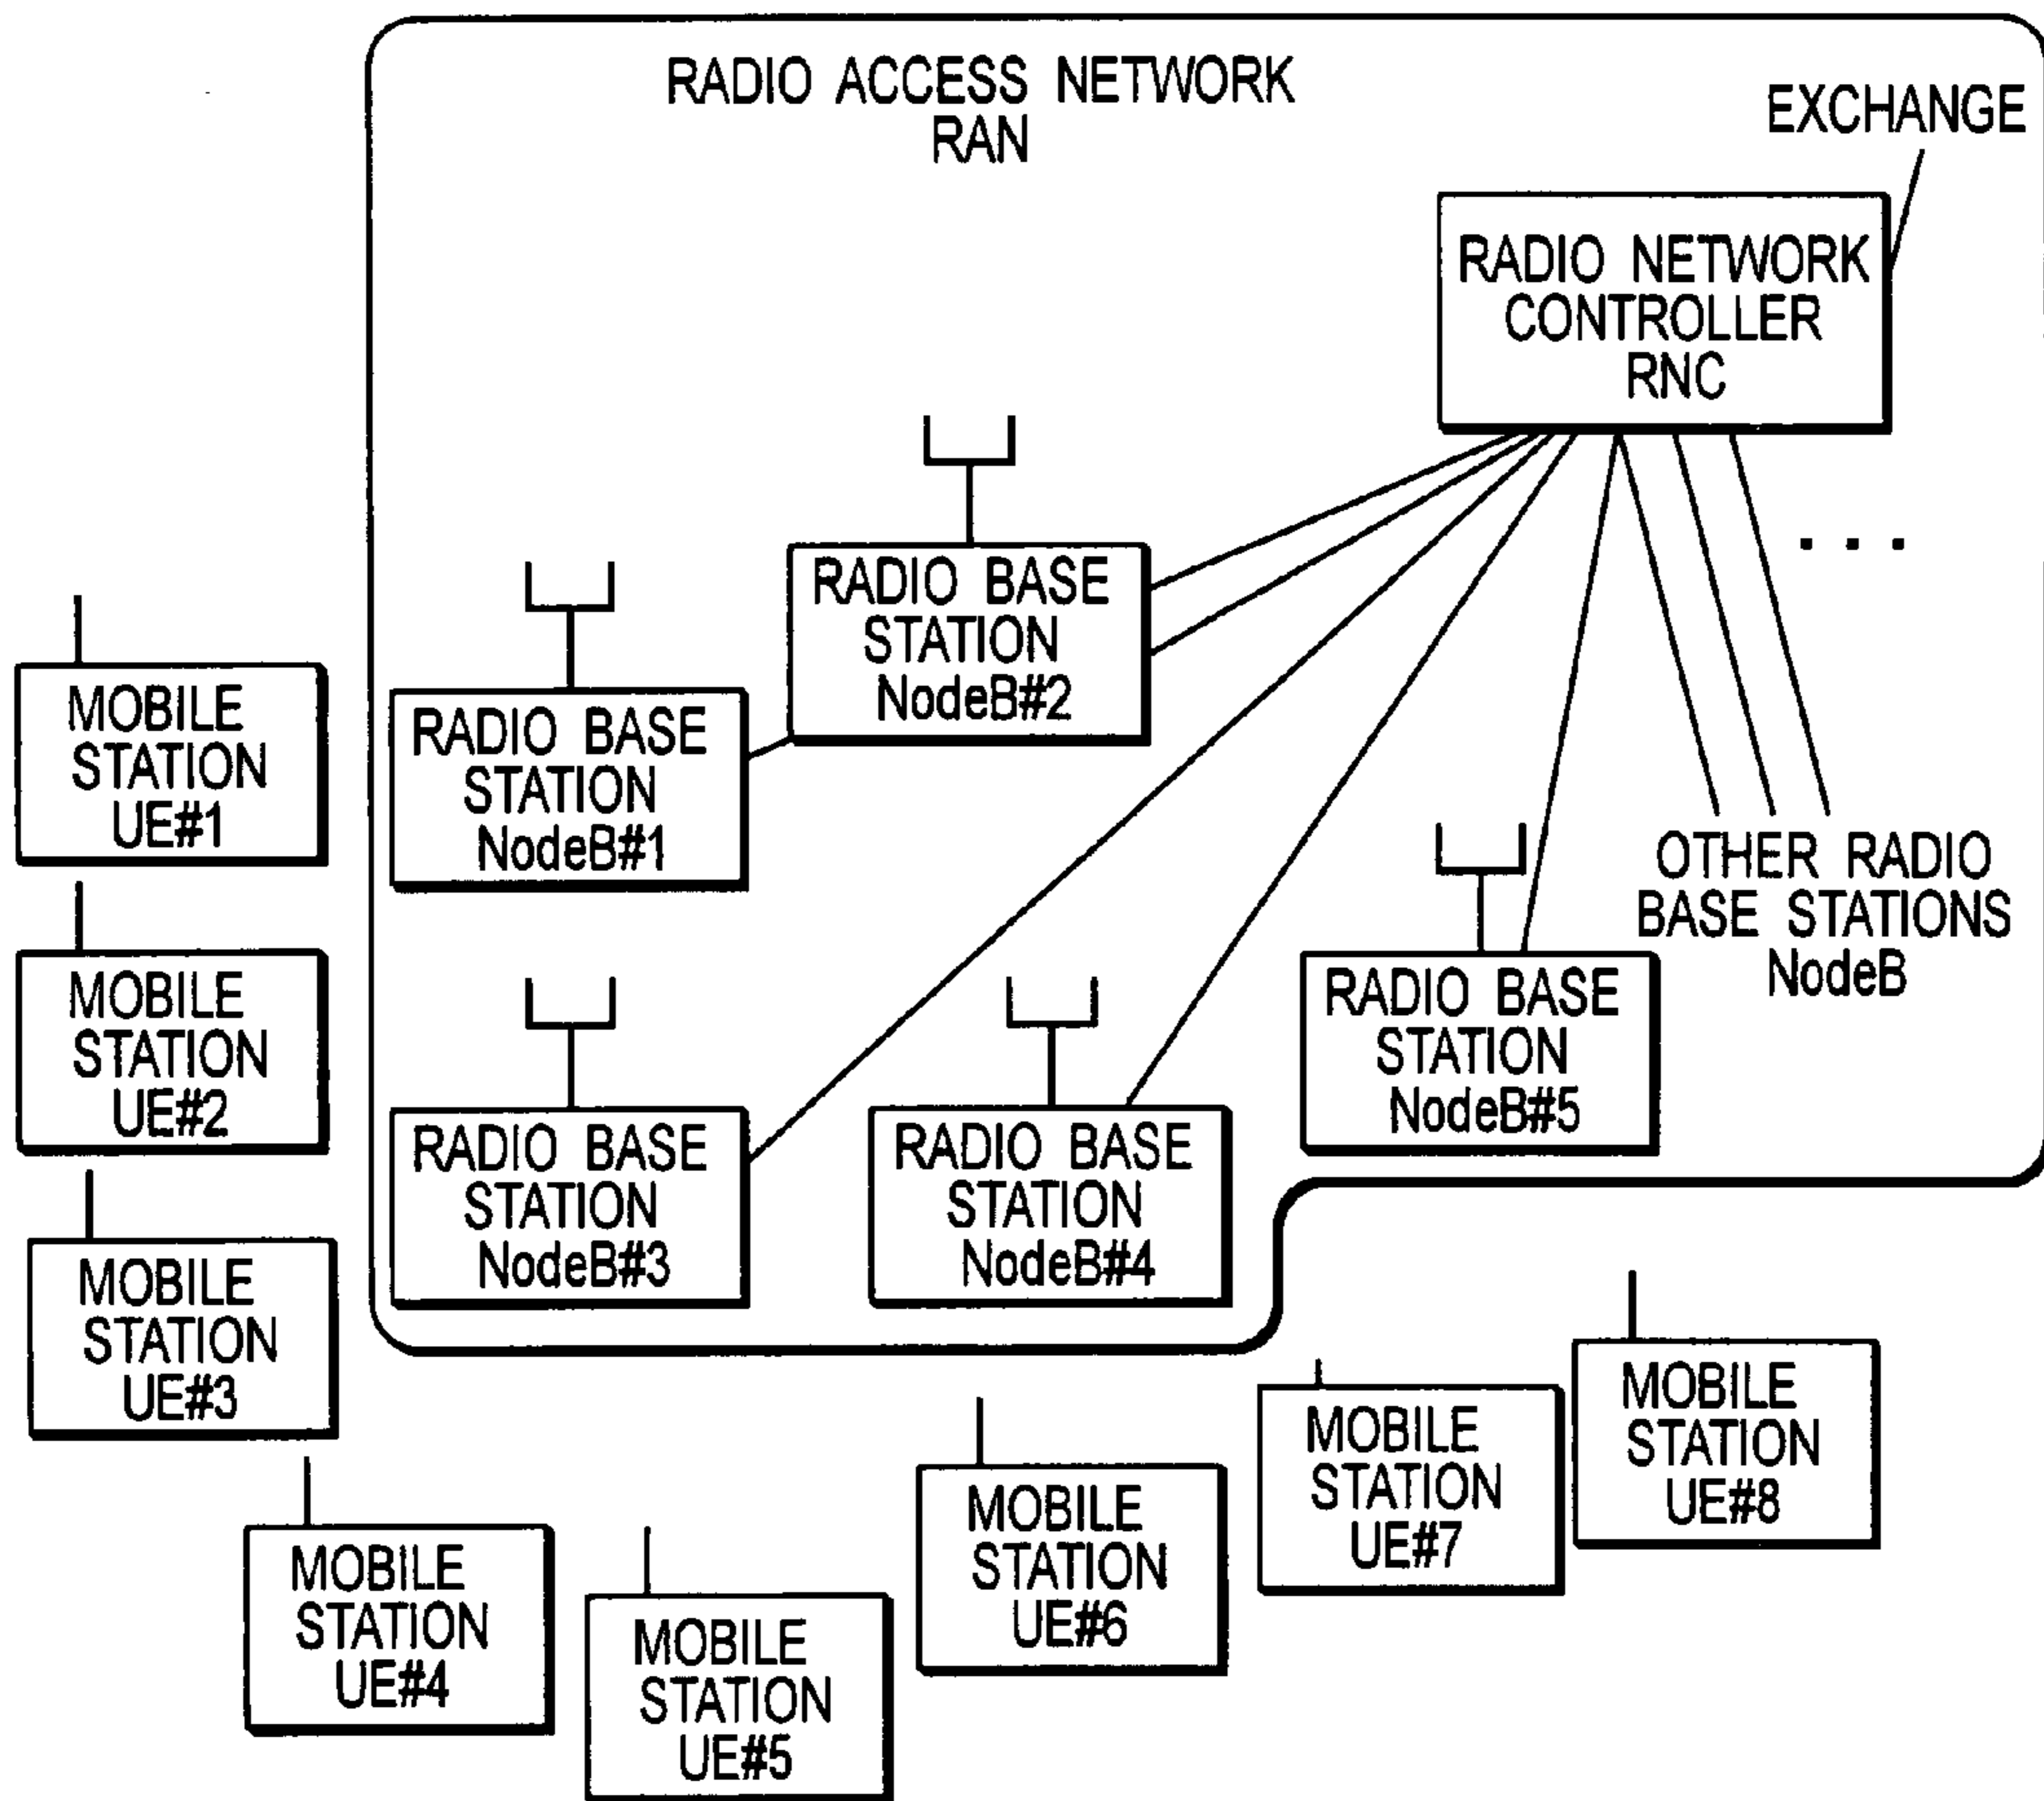 RADIO ACCESS NETWORK
RAN
EXCHANGE
RADIO NETWORK
CONTROLLER
RNC
RADIO BASE
STATION
NodeB#2
RADIO BASE
STATION
NodeB#1
MOBILE
STATION
UE#1
...
OTHER RADIO
BASE STATIONS
NodeB
MOBILE
STATION
UE#2
RADIO BASE
STATION
NodeB#5
RADIO BASE
STATION
NodeB#3
RADIO BASE
STATION
NodeB#4
MOBILE
STATION
UE#3
MOBILE
STATION
UE#4
MOBILE
STATION
UE#5
MOBILE
STATION
UE#6
MOBILE
STATION
UE#7
MOBILE
STATION
UE#8